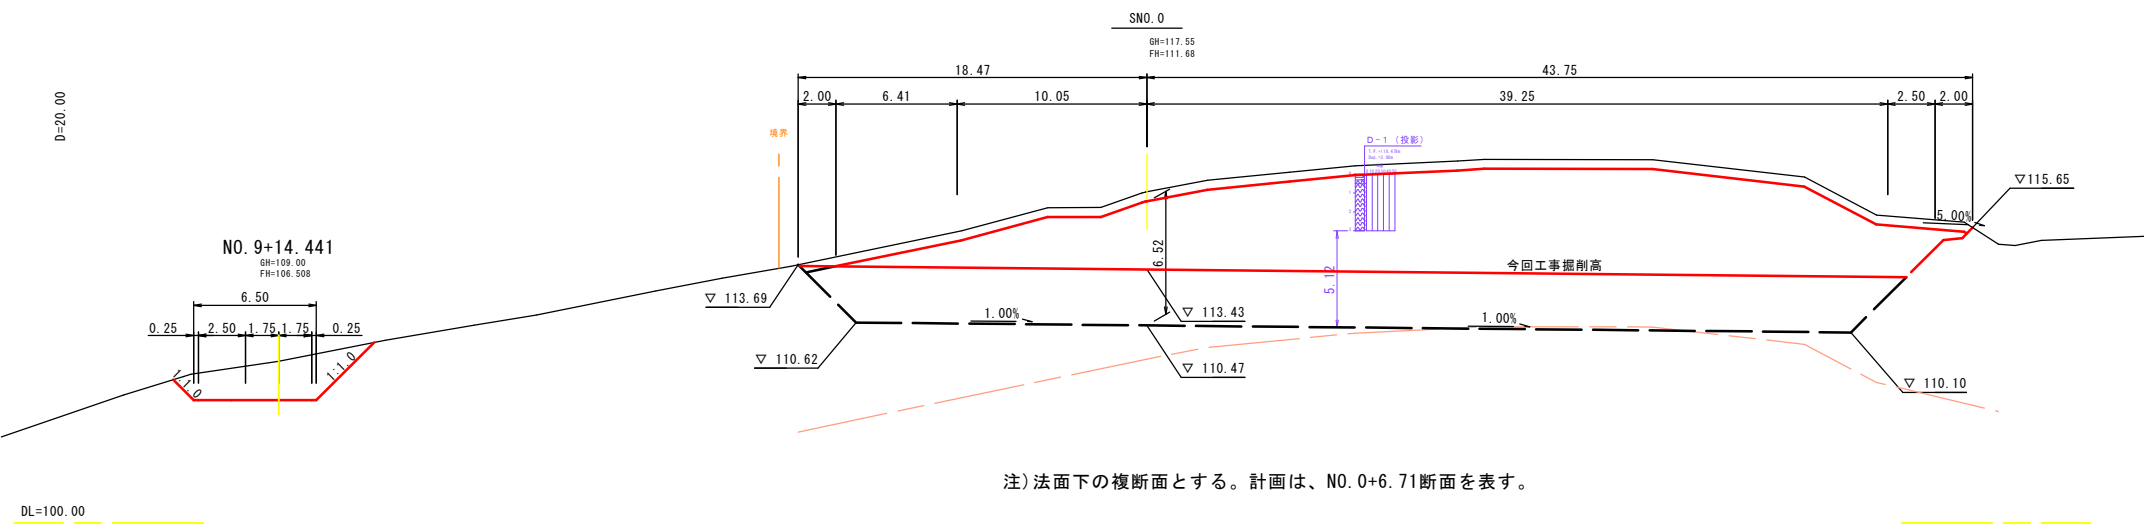 SNO.0
GH=117.55
FH=111.68
18.47
43.75
D=20.00
2.00
6.41
10.05
39.25
2.50
2.00
境界
D-1 (投影)
▽115.65
5.00%
NO.9+14.441
GH=109.00
FH=106.508
6.52
5.12
今回工事掘削高
6.50
▽ 113.69
▽ 113.43
1.00%
1.00%
0.25
2.50
1.75
1.75
0.25
1:1.0
1:1.0
▽ 110.62
▽ 110.47
▽ 110.10
注)法面下の複断面とする。計画は、NO.0+6.71断面を表す。
DL=100.00